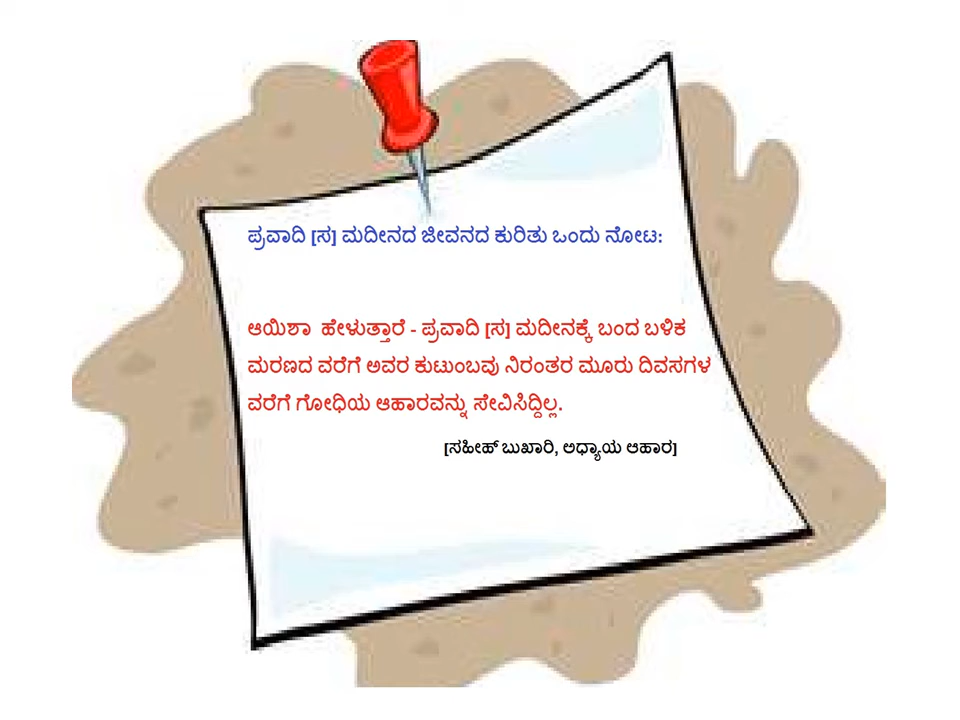 ಪ್ರವಾದಿ [ಸ] ಮದೀನದ ಜೀವನದ ಕುರಿತು ಒಂದು ನೋಟ:
ಆಯಿಶಾ ಹೇಳುತ್ತಾರೆ - ಪ್ರವಾದಿ [ಸ] ಮದೀನಕ್ಕೆ ಬಂದ ಬಳಿಕ
ಮರಣದ ವರೆಗೆ ಅವರ ಕುಟುಂಬವು ನಿರಂತರ ಮೂರು ದಿವಸಗಳ
ವರೆಗೆ ಗೋಧಿಯ ಆಹಾರವನ್ನು ಸೇವಿಸಿದ್ದಿಲ್ಲ.
[ಸಹೀಹ್ ಬುಖಾರಿ, ಅಧ್ಯಾಯ ಆಹಾರ]